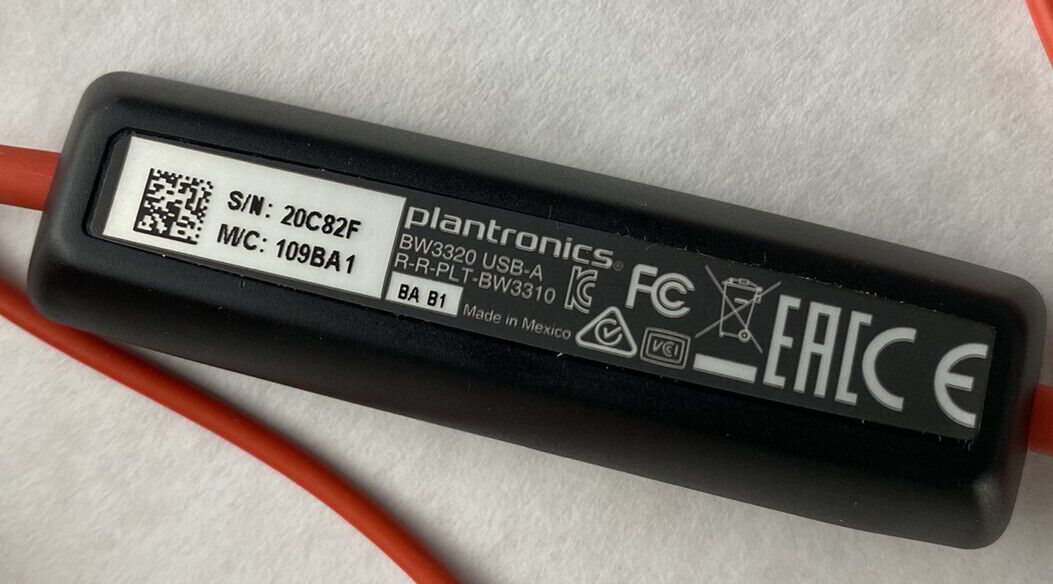 S/N: 20C82F
M/C: 109BA1
plantronics®
BW3320 USB-A
R-R-PLT-BW3310
BA B1
Made in Mexico
FC
VCI
EAC
CE